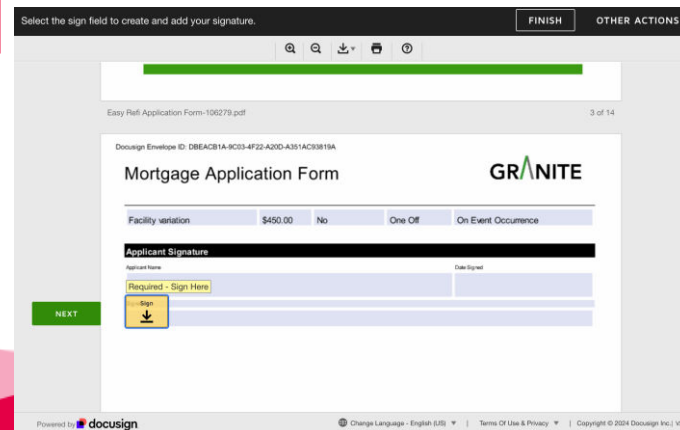 Select the sign field to create and add your signature.
FINISH
OTHER ACTIONS
Easy Refi Application Form-106279.pdf
3 of 14
Docusign Envelope ID: DBEACB1A-9C03-4F22-A20D-A351AC93819A
Mortgage Application Form
GRANITE
Facility variation $450.00 No One Off On Event Occurrence
Applicant Signature
Applicant Name Date Signed
Required - Sign Here
Sign
NEXT
Powered by docusign
Change Language - English (US) ▼ | Terms Of Use & Privacy ▼ | Copyright © 2024 Docusign Inc. |